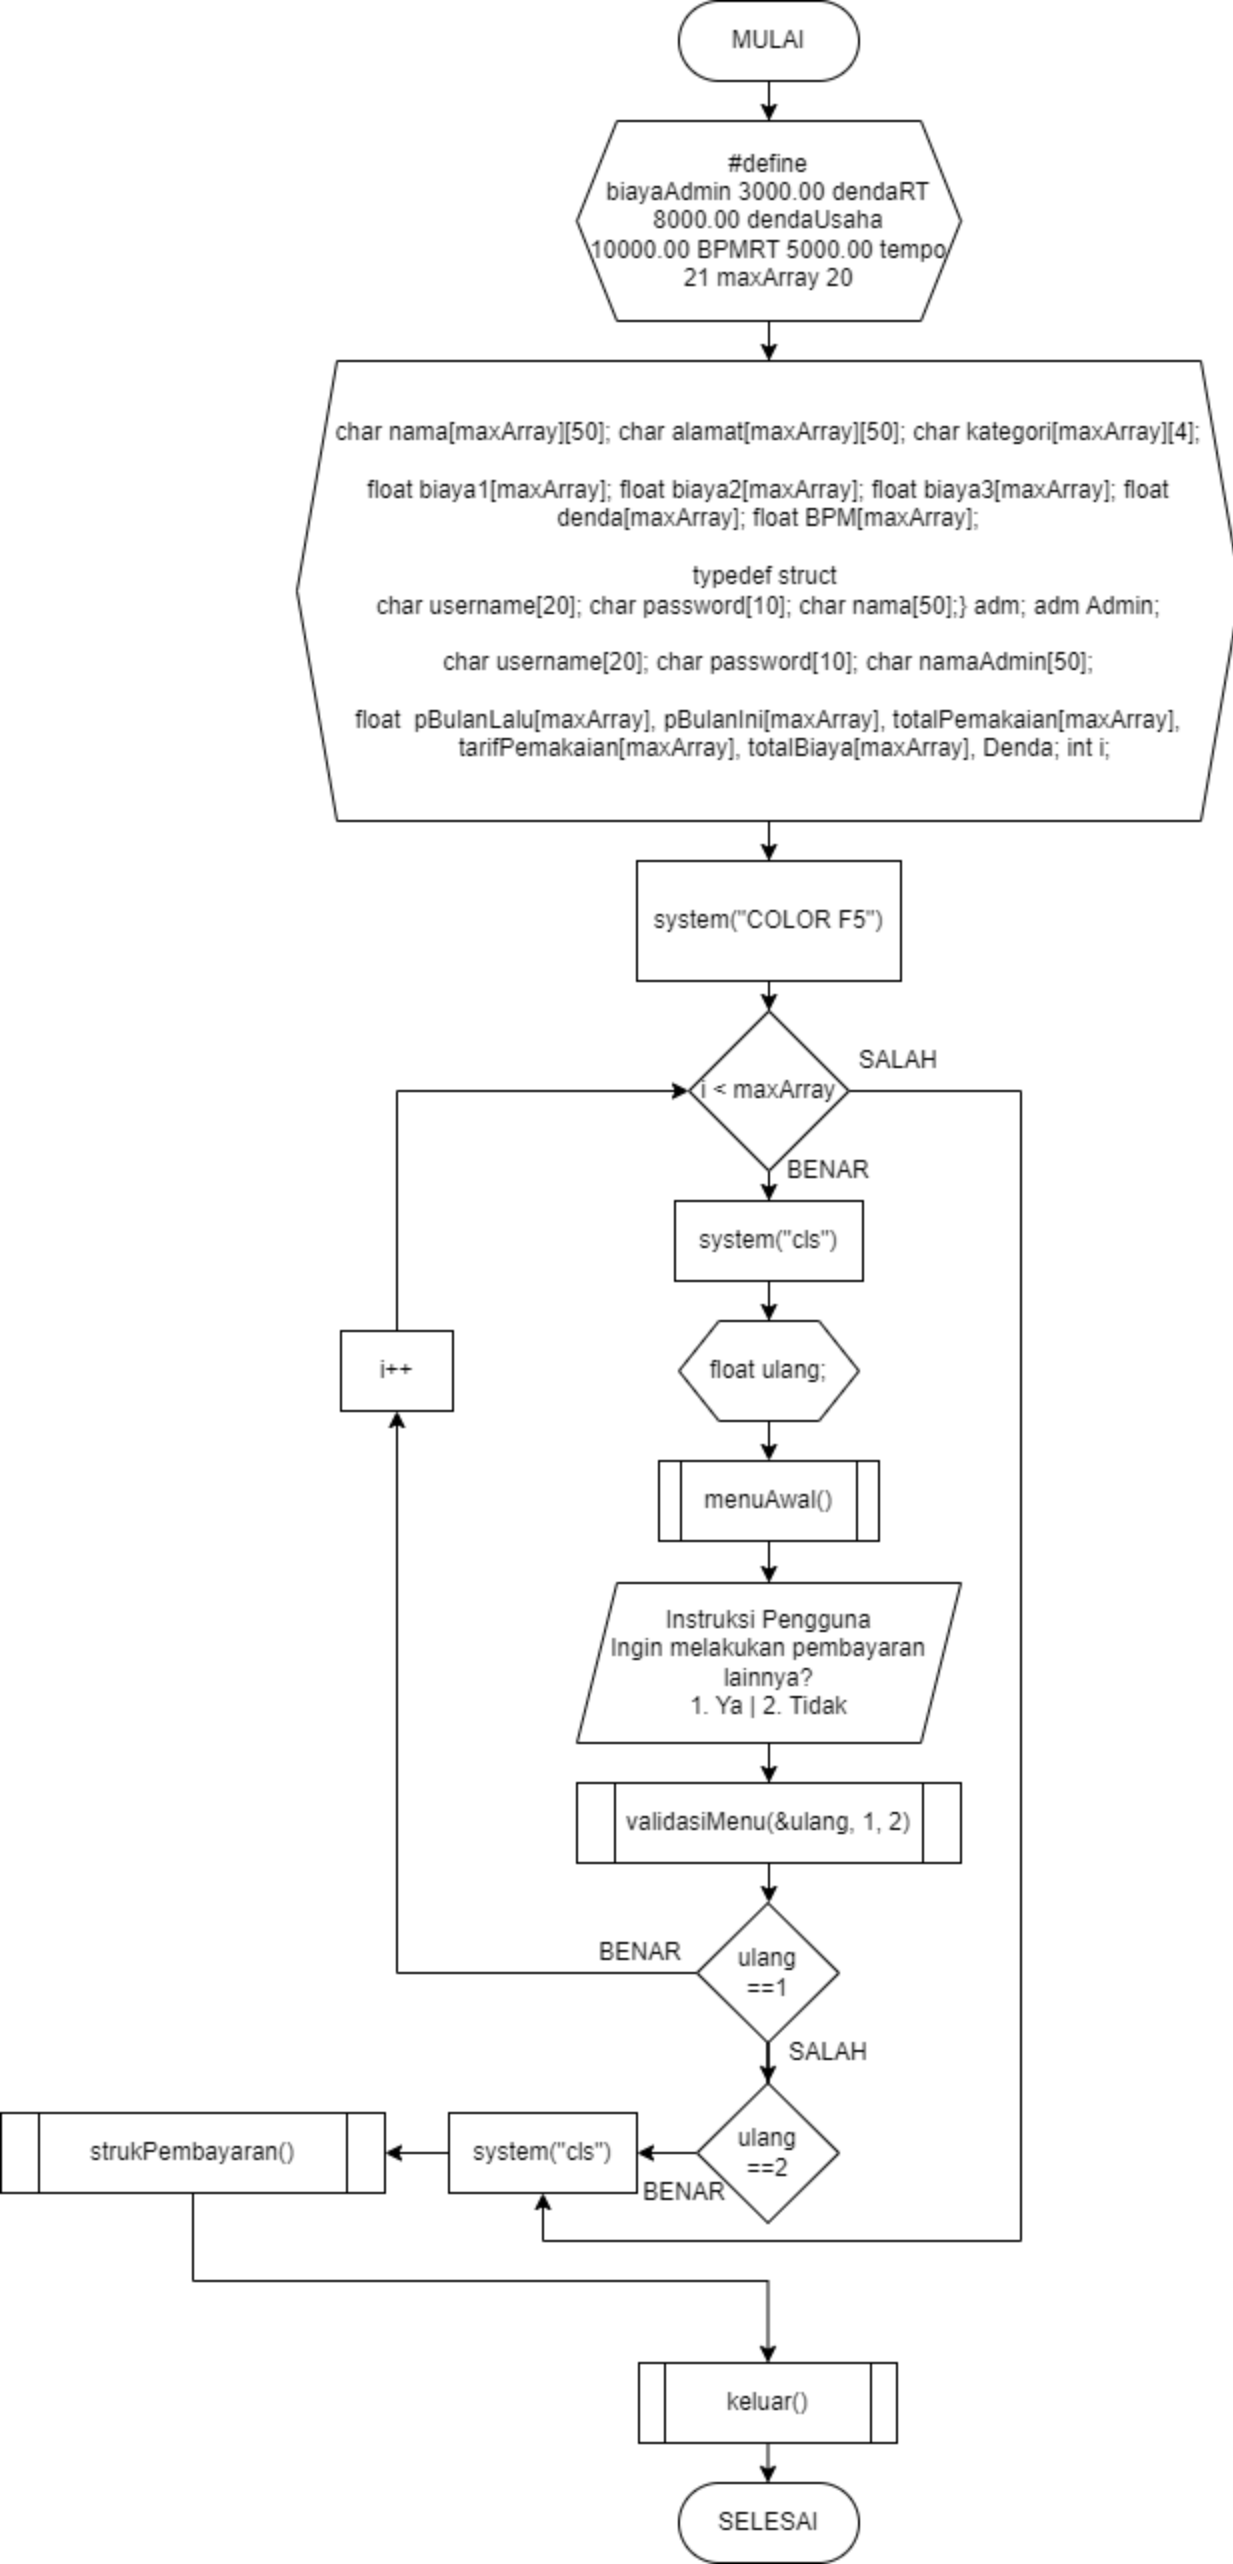 MULAI
#define
biayaAdmin 3000.00 dendaRT
8000.00 dendaUsaha
10000.00 BPMRT 5000.00 tempo
21 maxArray 20
char nama[maxArray][50]; char alamat[maxArray][50]; char kategori[maxArray][4];
float biaya1[maxArray]; float biaya2[maxArray]; float biaya3[maxArray]; float
denda[maxArray]; float BPM[maxArray];
typedef struct
char username[20]; char password[10]; char nama[50];} adm; adm Admin;
char username[20]; char password[10]; char namaAdmin[50];
float pBulanLalu[maxArray], pBulanIni[maxArray], totalPemakaian[maxArray],
tarifPemakaian[maxArray], totalBiaya[maxArray], Denda; int i;
system("COLOR F5")
i < maxArray
SALAH
BENAR
system("cls")
i++
float ulang;
menuAwal()
Instruksi Pengguna
Ingin melakukan pembayaran
lainnya?
1. Ya | 2. Tidak
validasiMenu(&ulang, 1, 2)
BENAR
ulang
==1
SALAH
strukPembayaran()
system("cls")
ulang
==2
BENAR
keluar()
SELESAI